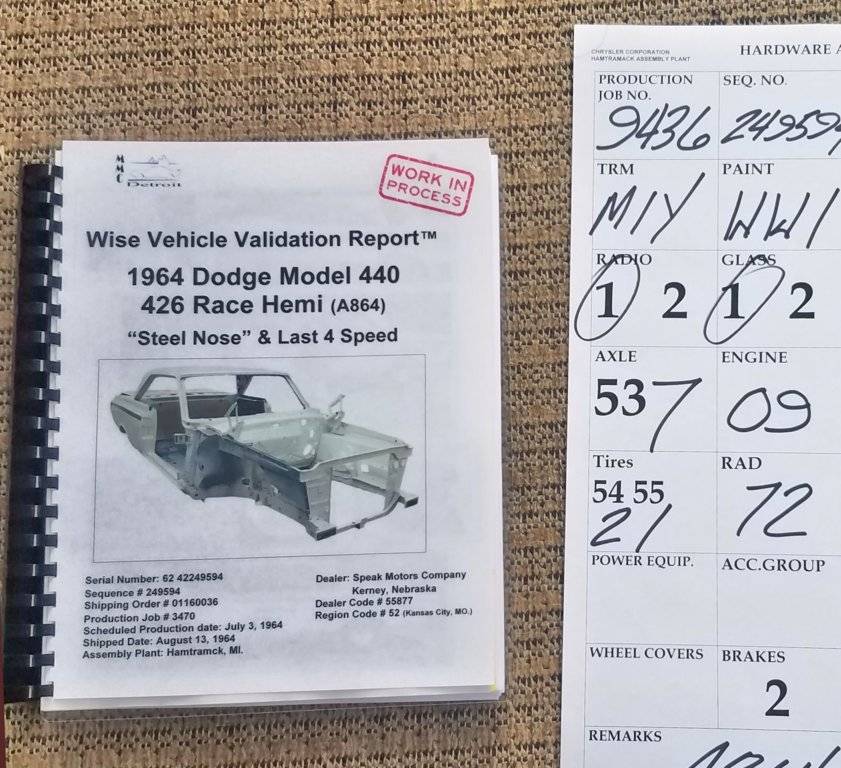 MMC
Detroit
WORK IN
PROCESS
Wise Vehicle Validation Report™
1964 Dodge Model 440
426 Race Hemi (A864)
“Steel Nose” & Last 4 Speed
Serial Number: 62 42249594
Sequence # 249594
Shipping Order # 01160036
Production Job # 3470
Scheduled Production date: July 3, 1964
Shipped Date: August 13, 1964
Assembly Plant: Hamtramck, MI.
Dealer: Speak Motors Company
Kerney, Nebraska
Dealer Code # 55877
Region Code # 52 (Kansas City, MO.)
CHRYSLER CORPORATION
HAMTRAMACK ASSEMBLY PLANT
HARDWARE A
PRODUCTION JOB NO.
9436
SEQ. NO.
249594
TRM
M1Y
PAINT
WW1
RADIO
1 2
GLASS
1 2
AXLE
537
ENGINE
09
Tires
54 55
21
RAD
72
POWER EQUIP.
ACC.GROUP
WHEEL COVERS
BRAKES
2
REMARKS